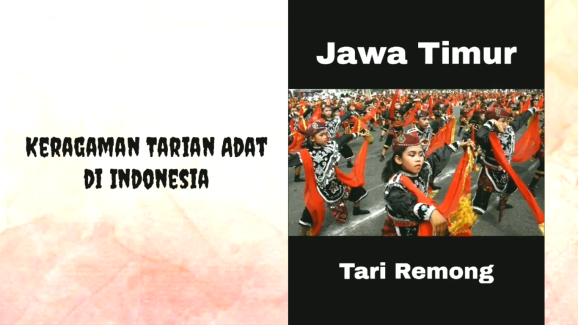 KERAGAMAN TARIAN ADAT
DI INDONESIA
Jawa Timur
Tari Remong